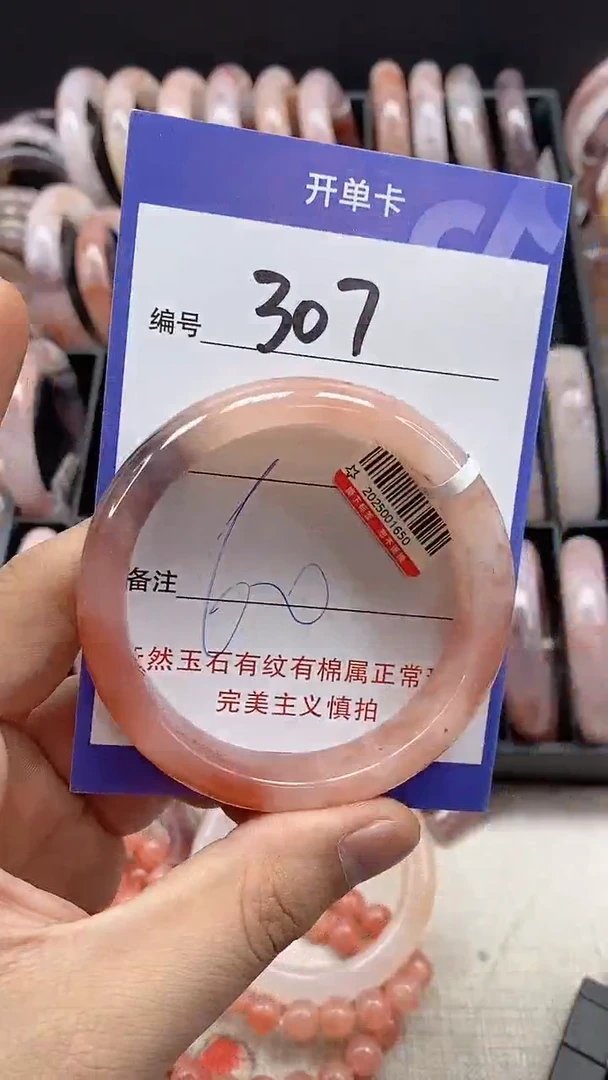 开单卡
编号 307
☆ 2025001650
60
备注
天然玉石有纹有棉属正常
完美主义慎拍